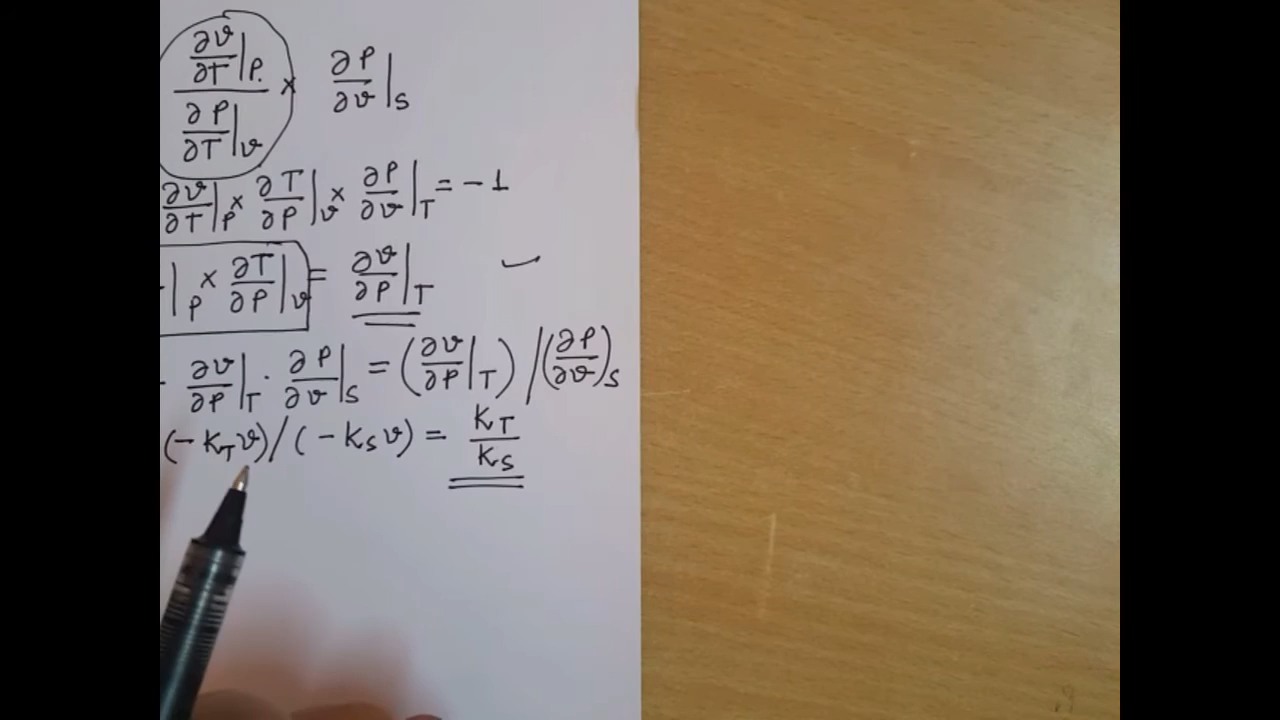 ∂v/∂T|P / ∂P/∂T|v × ∂P/∂v|S
∂v/∂T|P × ∂T/∂P|v × ∂P/∂v|T = -1
|P × ∂T/∂P|v = ∂v/∂P|T
∂v/∂P|T · ∂P/∂v|S = (∂v/∂P|T) / (∂P/∂v)S
(-KTv) / (-KSv) = KT/KS